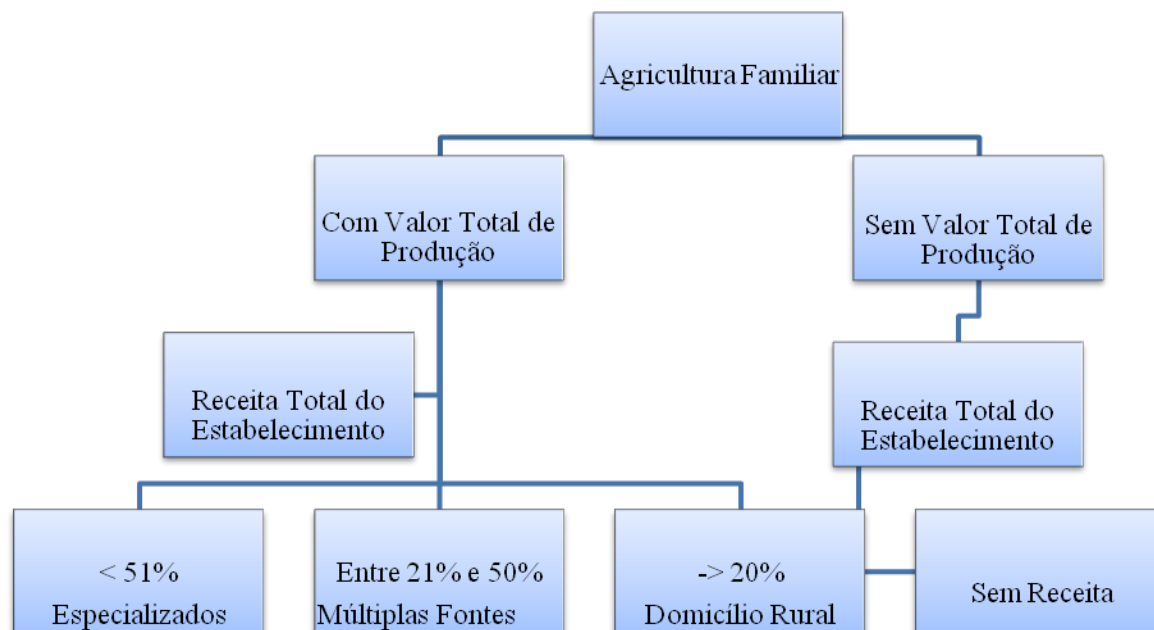 Agricultura Familiar
Com Valor Total de
Produção
Sem Valor Total de
Produção
Receita Total do
Estabelecimento
Receita Total do
Estabelecimento
< 51%
Especializados
Entre 21% e 50%
Múltiplas Fontes
-> 20%
Domicílio Rural
Sem Receita